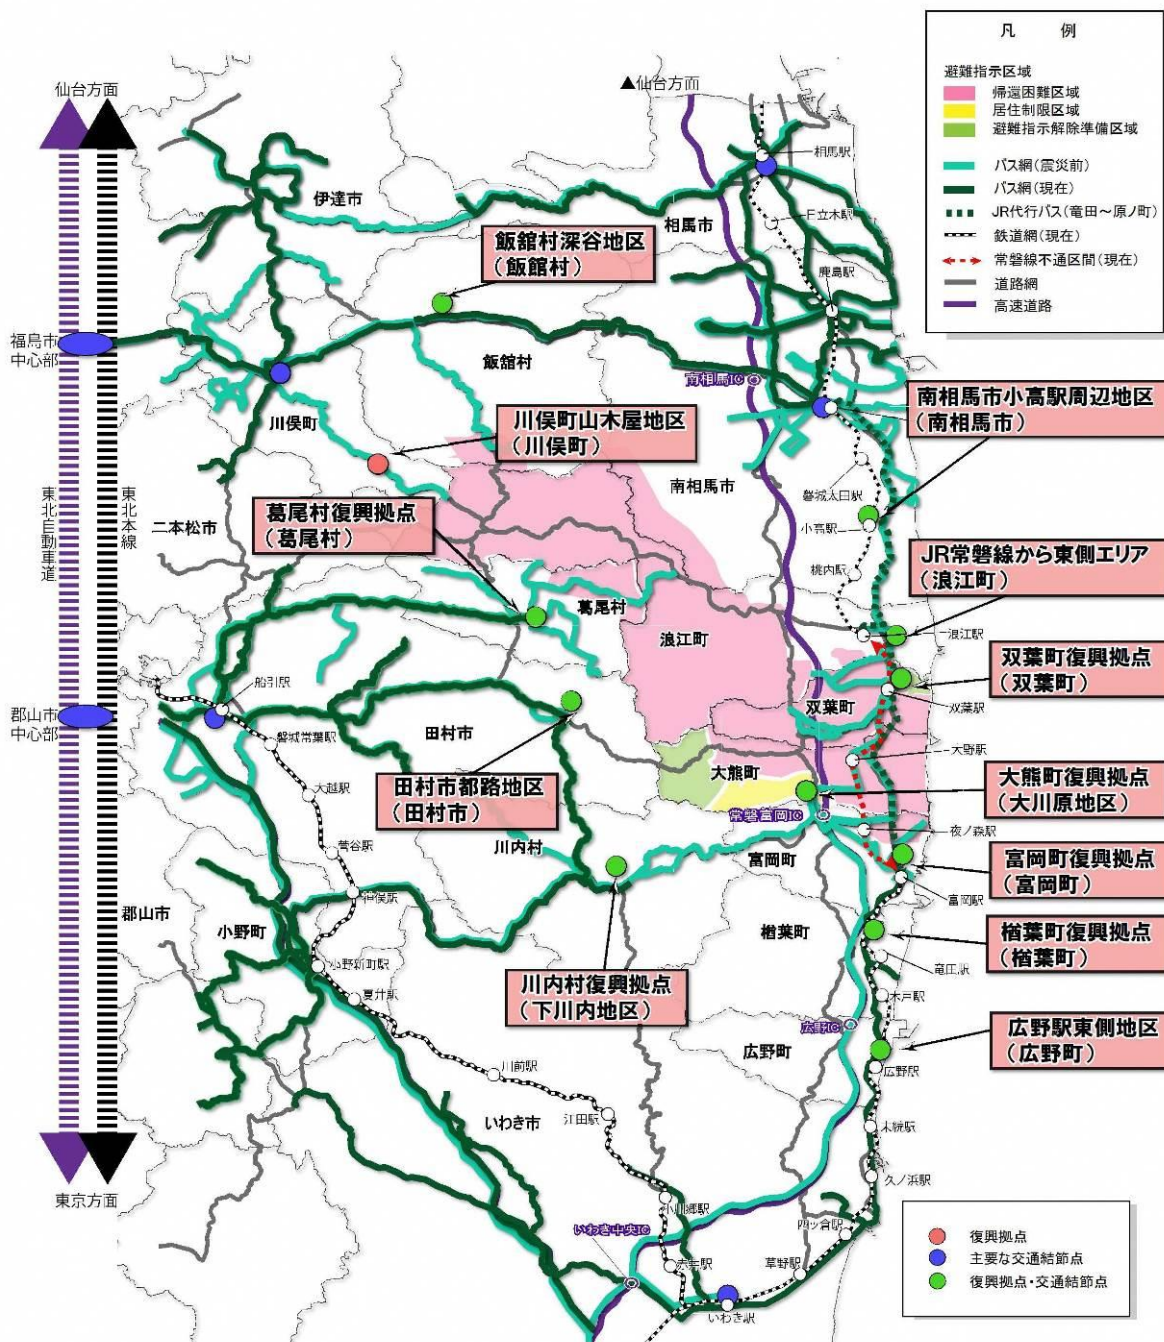 凡 例
避難指示区域
帰還困難区域
居住制限区域
避難指示解除準備区域
バス網(震災前)
バス網(現在)
JR代行バス(竜田～原ノ町)
鉄道網(現在)
常磐線不通区間(現在)
道路網
高速道路
仙台方面
▲仙台方面
相馬駅
伊達市
相馬市
日立木駅
飯舘村深谷地区
(飯館村)
鹿島駅
福島市
中心部
飯舘村
南相馬IC
南相馬市小高駅周辺地区
(南相馬市)
川俣町
川俣町山木屋地区
(川俣町)
南相馬市
磐城太田駅
東北自動車道
東北本線
二本松市
葛尾村復興拠点
(葛尾村)
小高駅
JR常磐線から東側エリア
(浪江町)
桃内駅
葛尾村
浪江町
浪江駅
双葉町復興拠点
(双葉町)
船引駅
双葉町
双葉駅
郡山市
中心部
田村市
磐城常葉駅
大野駅
田村市都路地区
(田村市)
大熊町
大熊町復興拠点
(大川原地区)
大越駅
常磐富岡IC
夜ノ森駅
菅谷駅
川内村
富岡町
富岡町復興拠点
(富岡町)
神俣駅
富岡駅
郡山市
小野町
楢葉町
楢葉町復興拠点
(楢葉町)
竜田駅
小野新町駅
川内村復興拠点
(下川内地区)
夏井駅
木戸駅
広野IC
広野駅東側地区
(広野町)
広野町
川前駅
広野駅
いわき市
江田駅
末続駅
東京方面
久ノ浜駅
小川郷駅
四ッ倉駅
いわき中央IC
赤井駅
草野駅
いわき駅
復興拠点
主要な交通結節点
復興拠点・交通結節点